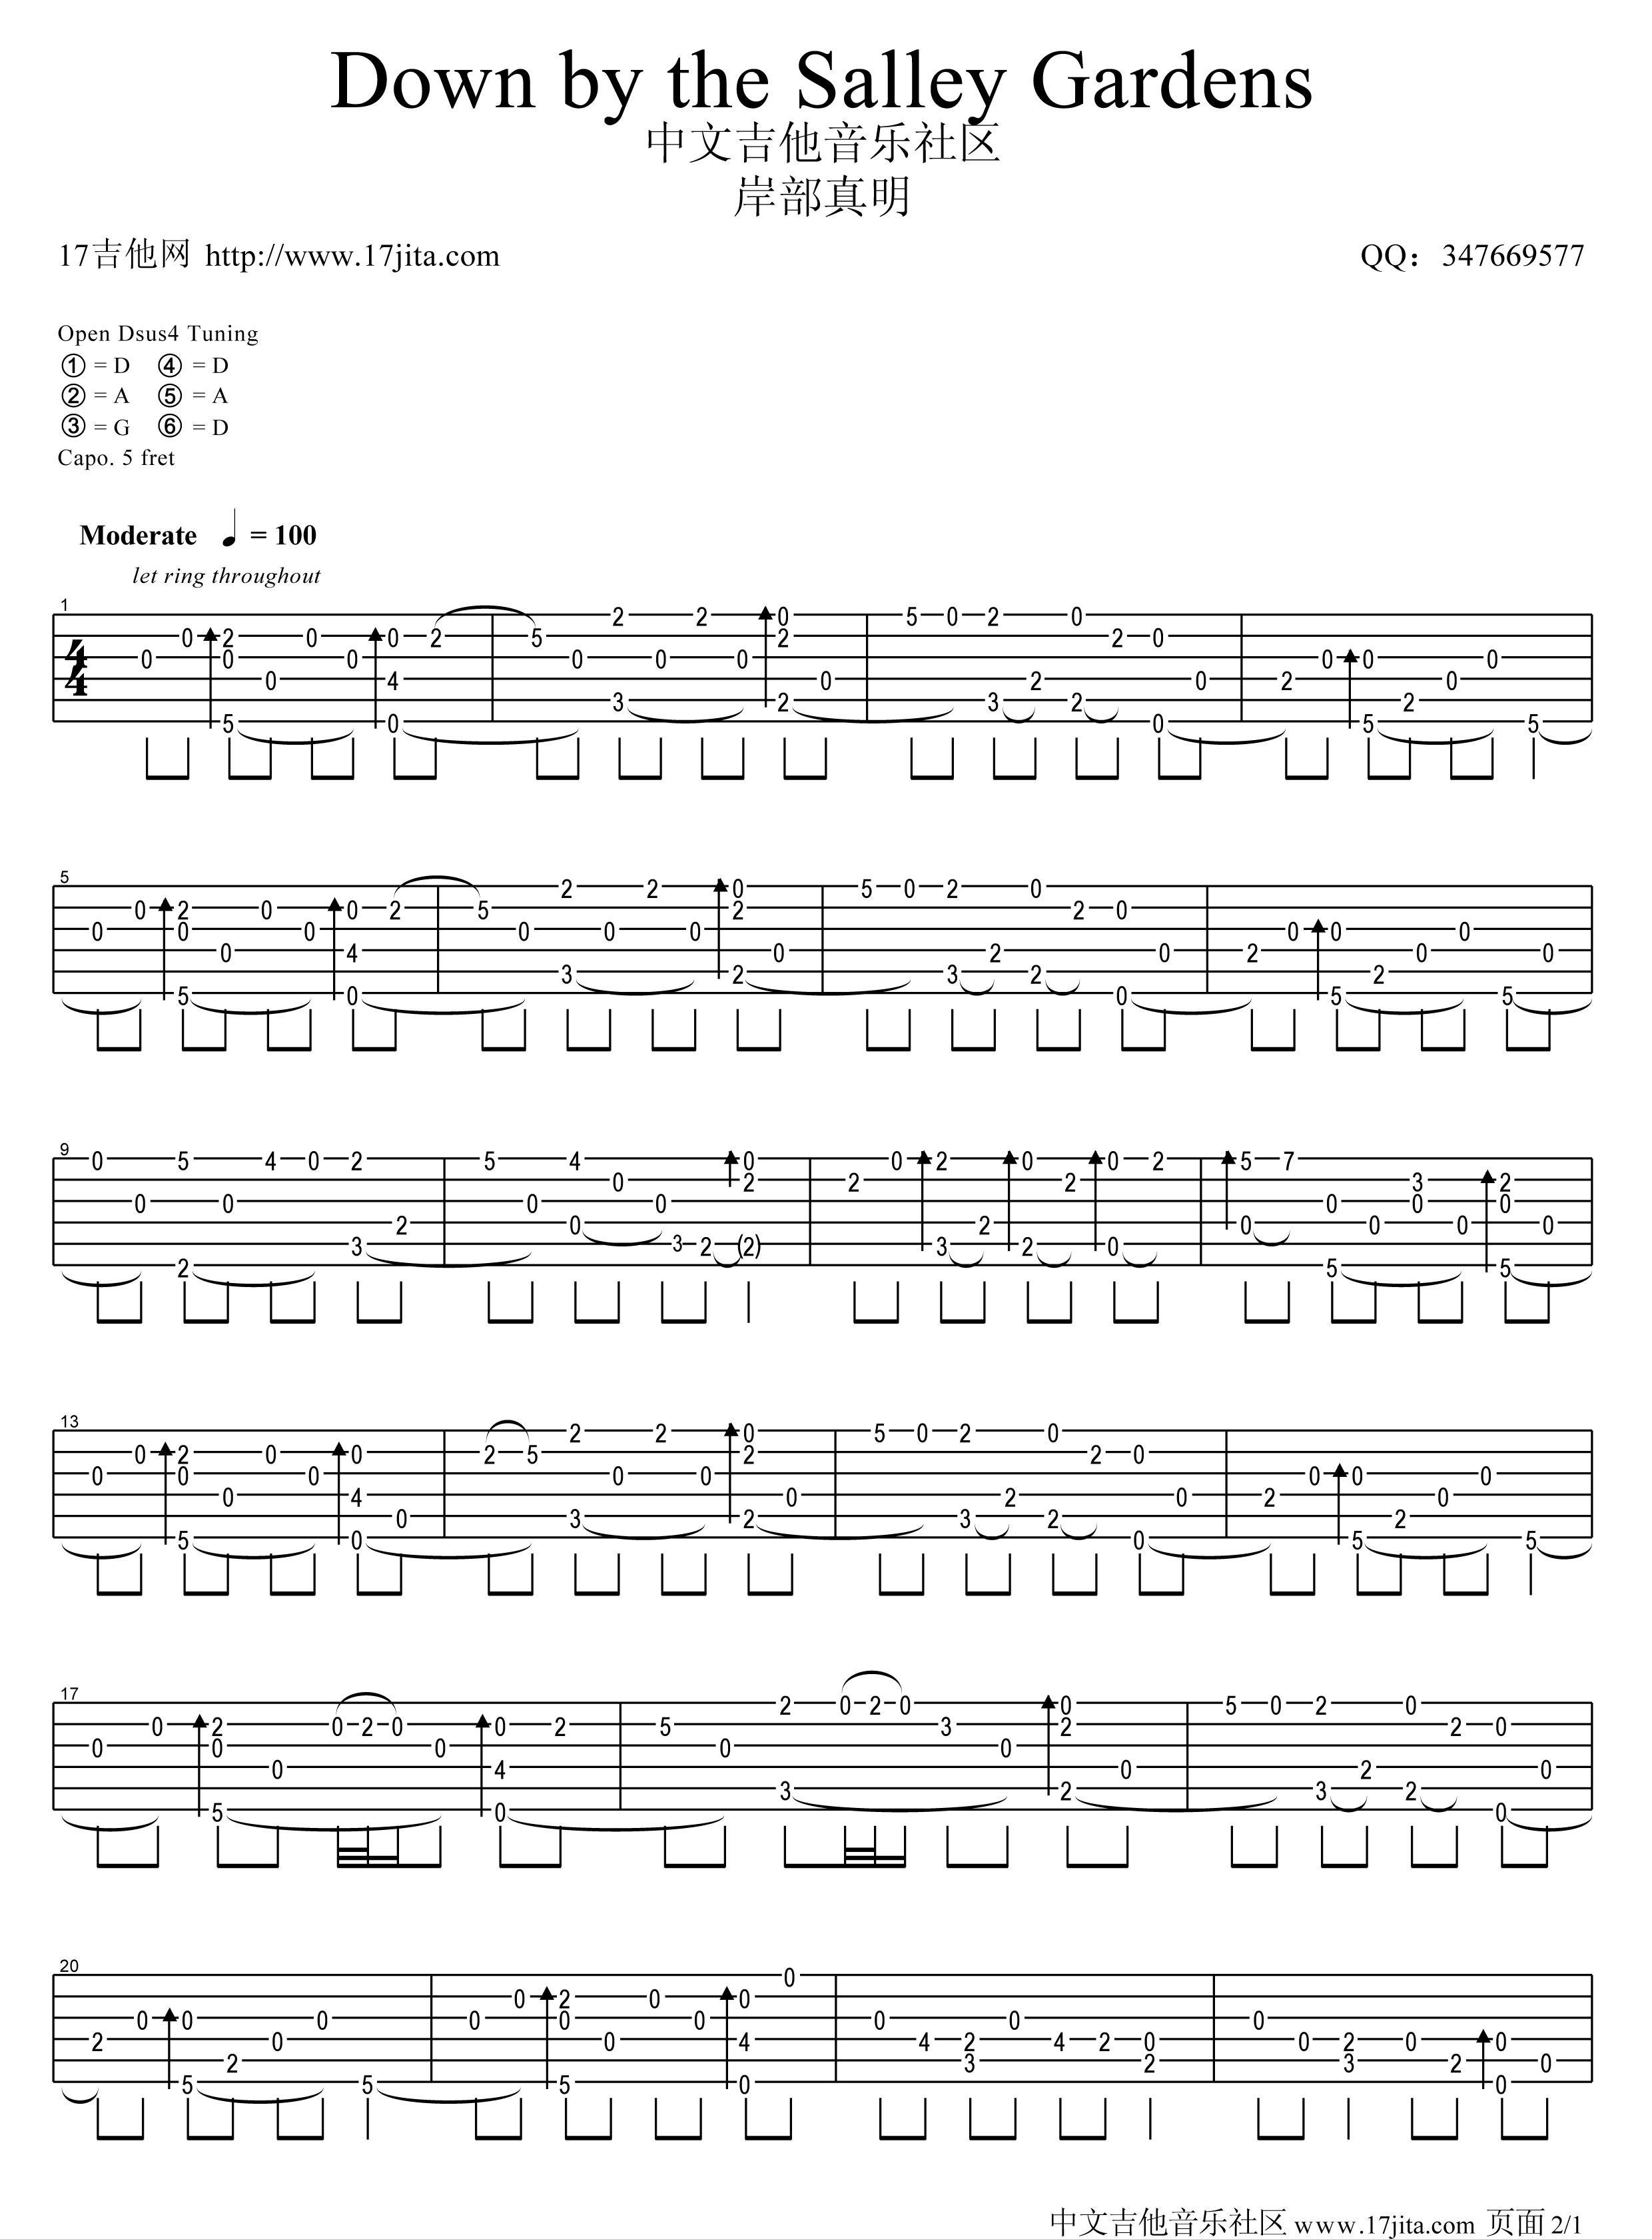 Down by the Salley Gardens
中文吉他音乐社区
岸部真明
17吉他网 http://www.17jita.com
QQ：347669577
Open Dsus4 Tuning
① = D ④ = D
② = A ⑤ = A
③ = G ⑥ = D
Capo. 5 fret
Moderate ♩ = 100
let ring throughout
1
4
4
5
9
13
17
20
中文吉他音乐社区 www.17jita.com 页面 2/1